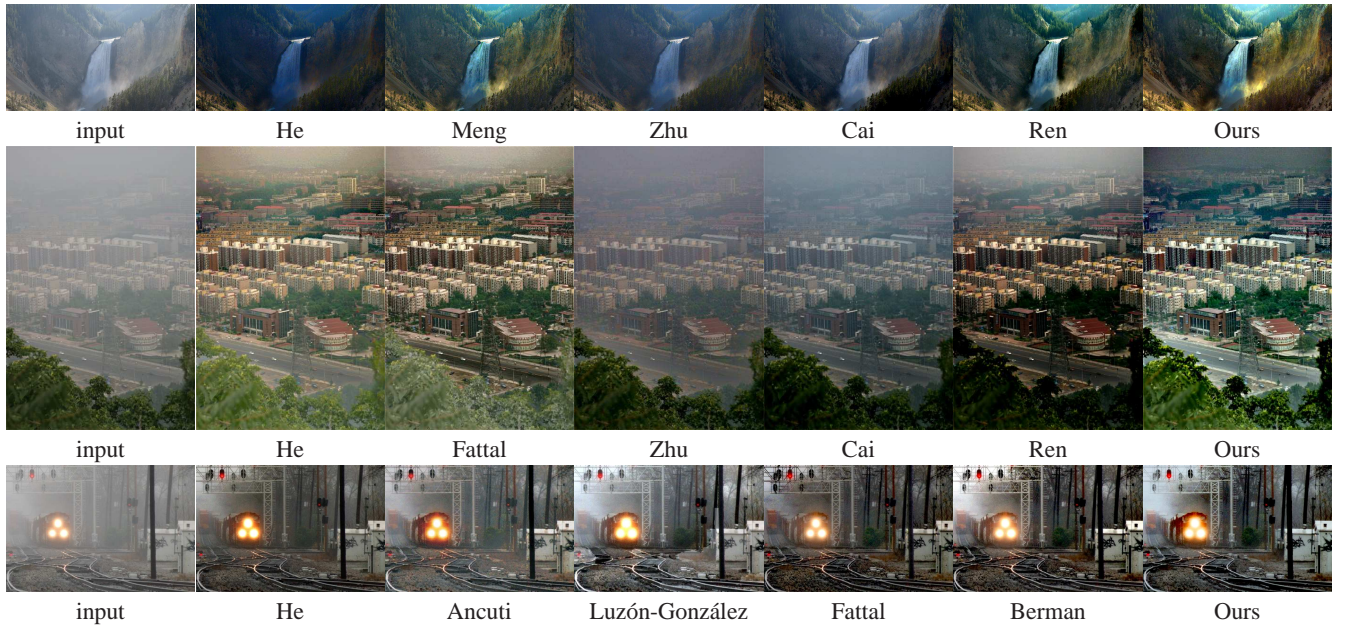 input He Meng Zhu Cai Ren Ours
input He Fattal Zhu Cai Ren Ours
input He Ancuti Luzón-González Fattal Berman Ours